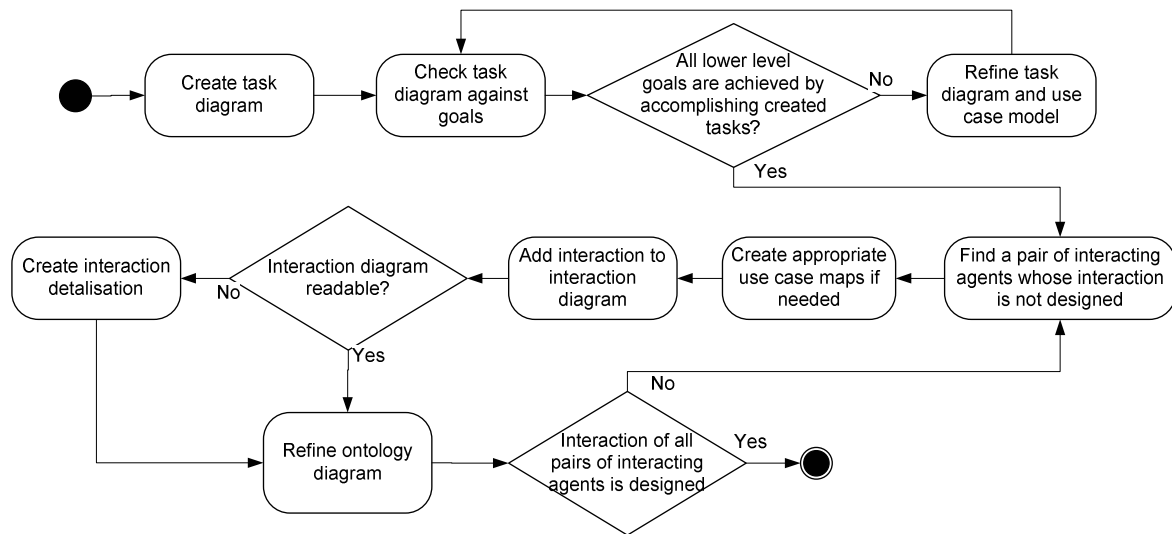 Create task
diagram
Check task
diagram against
goals
All lower level
goals are achieved by
accomplishing created
tasks?
No
Refine task
diagram and use
case model
Yes
Create interaction
detalisation
No
Interaction diagram
readable?
Yes
Add interaction to
interaction
diagram
Create appropriate
use case maps if
needed
Find a pair of interacting
agents whose interaction
is not designed
Refine ontology
diagram
No
Interaction of all
pairs of interacting
agents is designed
Yes